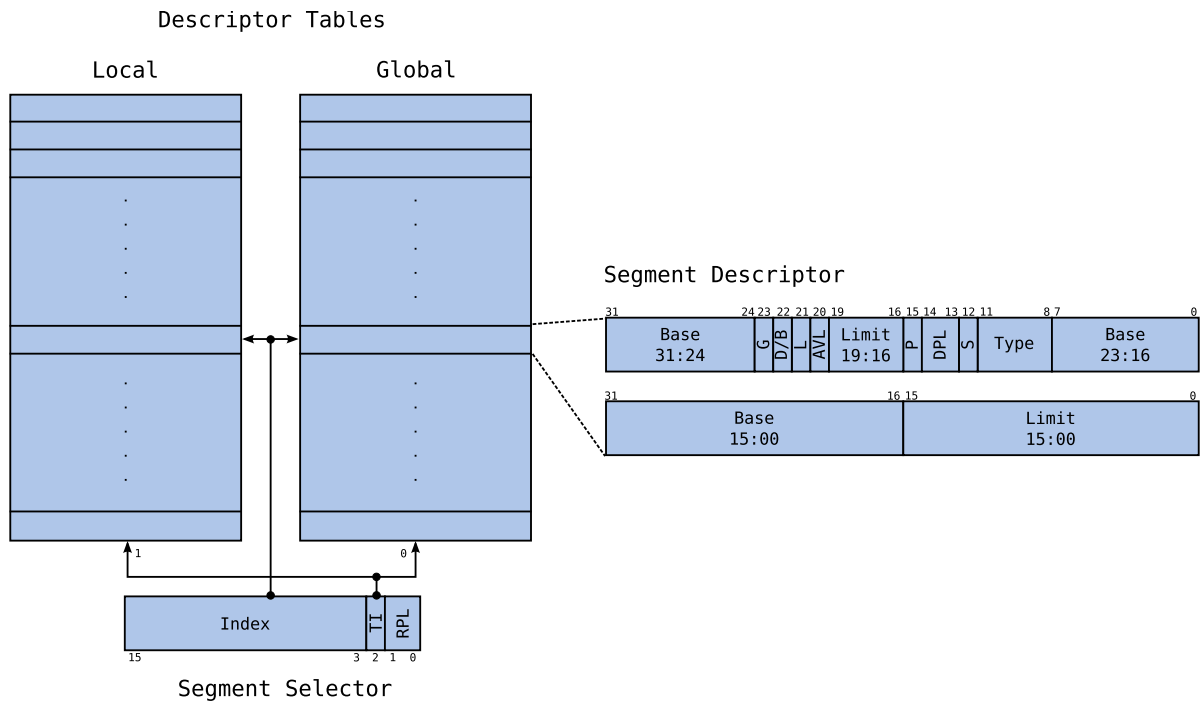 Descriptor Tables
Local Global
Segment Descriptor
31 24 23 22 21 20 19 16 15 14 13 12 11 8 7 0
Base G D/B L AVL Limit P DPL S Type Base
31:24 19:16 23:16
31 16 15 0
Base Limit
15:00 15:00
1 0
Index TI RPL
15 3 2 1 0
Segment Selector